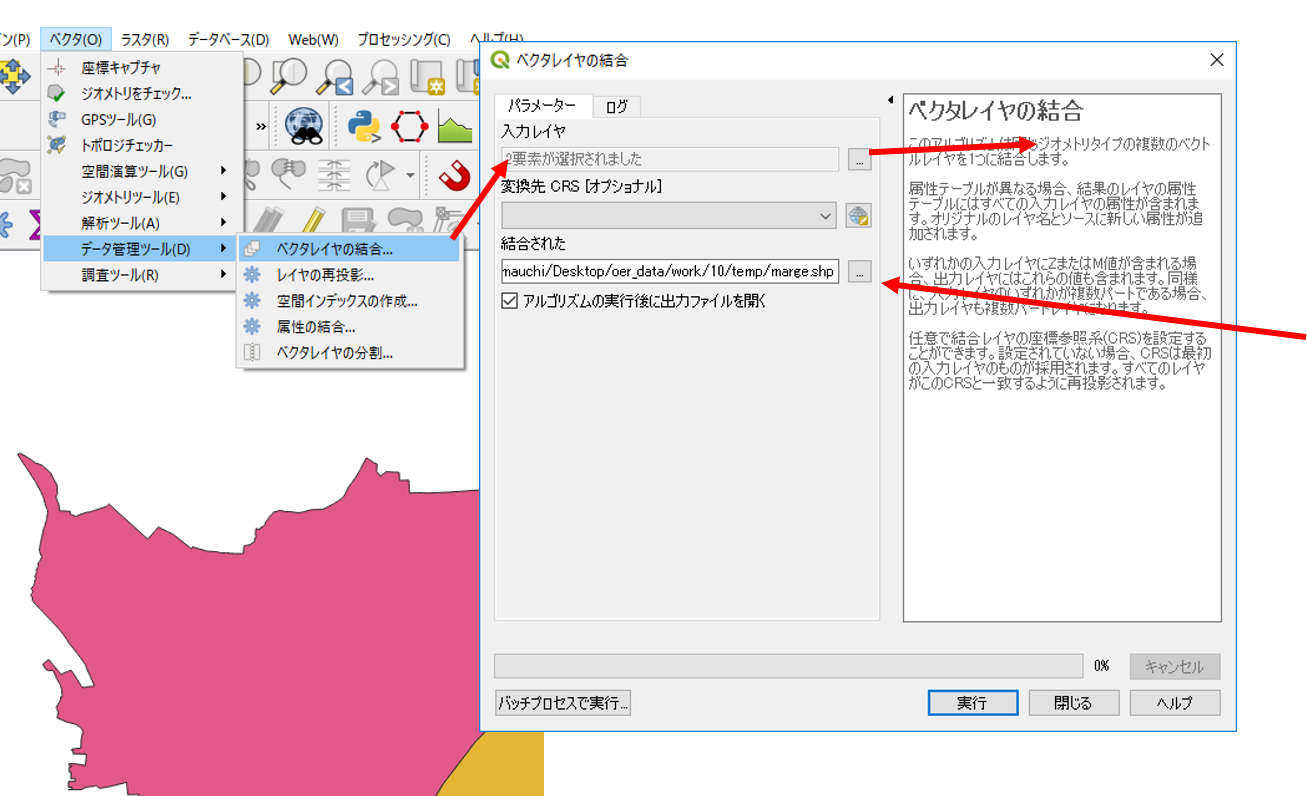 ン(P) ベクタ(O) ラスタ(R) データベース(D) Web(W) プロセッシング(C) ヘルプ(H)
座標キャプチャ
ジオメトリをチェック...
GPSツール(G)
トポロジチェッカー
空間演算ツール(G)
ジオメトリツール(E)
解析ツール(A)
データ管理ツール(D)
調査ツール(R)
ベクタレイヤの結合...
レイヤの再投影...
空間インデックスの作成...
属性の結合...
ベクタレイヤの分割...
ベクタレイヤの結合
パラメーター ログ
入力レイヤ
2要素が選択されました ...
変換先 CRS [オプショナル]
結合された
mauchi/Desktop/oer_data/work/10/temp/marge.shp ...
アルゴリズムの実行後に出力ファイルを開く
ベクタレイヤの結合
このアルゴリズムは同じジオメトリタイプの複数のベクト
ルレイヤを1つに結合します。
属性テーブルが異なる場合、結果のレイヤの属性
テーブルにはすべての入力レイヤの属性が含まれま
す。オリジナルのレイヤ名とソースに新しい属性が追
加されます。
いずれかの入力レイヤにZまたはM値が含まれる場
合、出力レイヤにはこれらの値も含まれます。同様
に、入力レイヤのいずれかが複数パートである場合、
出力レイヤも複数パートレイヤになります。
任意で結合レイヤの座標参照系(CRS)を設定する
ことができます。設定されていない場合、CRSは最初
の入力レイヤのものが採用されます。すべてのレイヤ
がこのCRSと一致するように再投影されます。
0% キャンセル
バッチプロセスで実行... 実行 閉じる ヘルプ